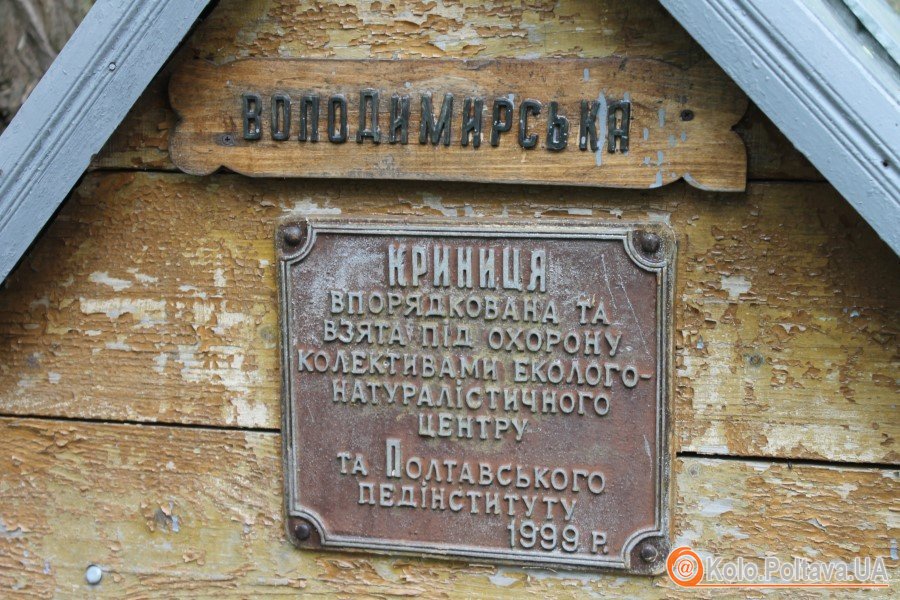 ВОЛОДИМИРСЬКА
КРИНИЦЯ
ВПОРЯДКОВАНА ТА
ВЗЯТА ПІД ОХОРОНУ
КОЛЕКТИВАМИ ЕКОЛОГО-
НАТУРАЛІСТИЧНОГО
ЦЕНТРУ
ТА ПОЛТАВСЬКОГО
ПЕДІНСТИТУТУ
1999 Р.
@ Kolo.Poltava.UA